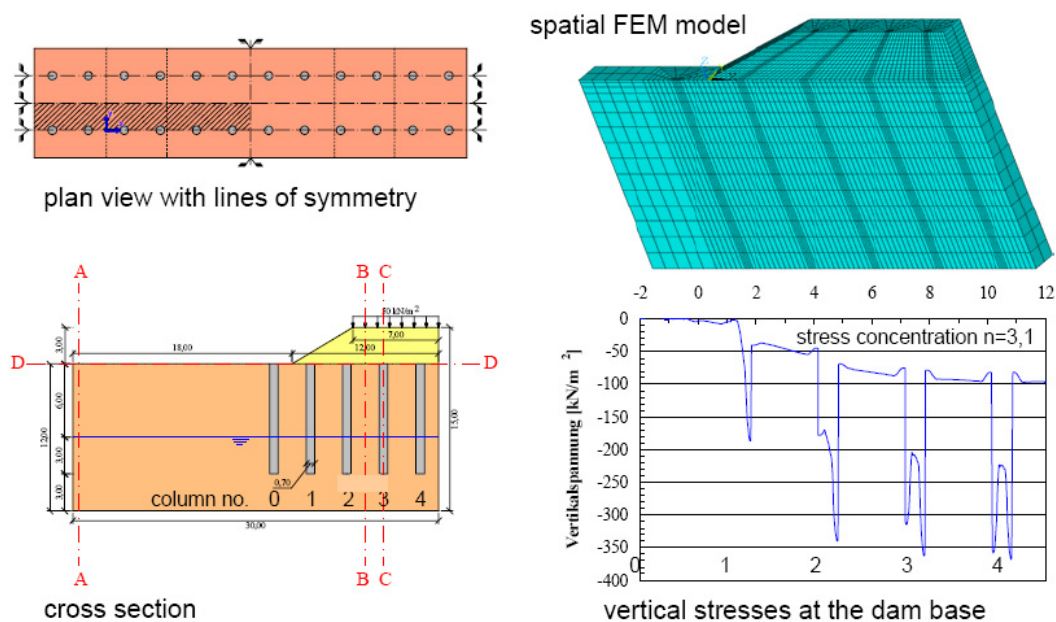 spatial FEM model
plan view with lines of symmetry
A
B C
50 kN/m²
7,00
12,00
18,00
3,00
D D
6,00
12,00
15,00
3,00
3,00
0,70
column no. 0 1 2 3 4
30,00
A
B C
cross section
-2 0 2 4 6 8 10 12
stress concentration n=3,1
Vertikalspannung [kN/m²]
0
-50
-100
-150
-200
-250
-300
-350
-400
0 1 2 3 4
vertical stresses at the dam base